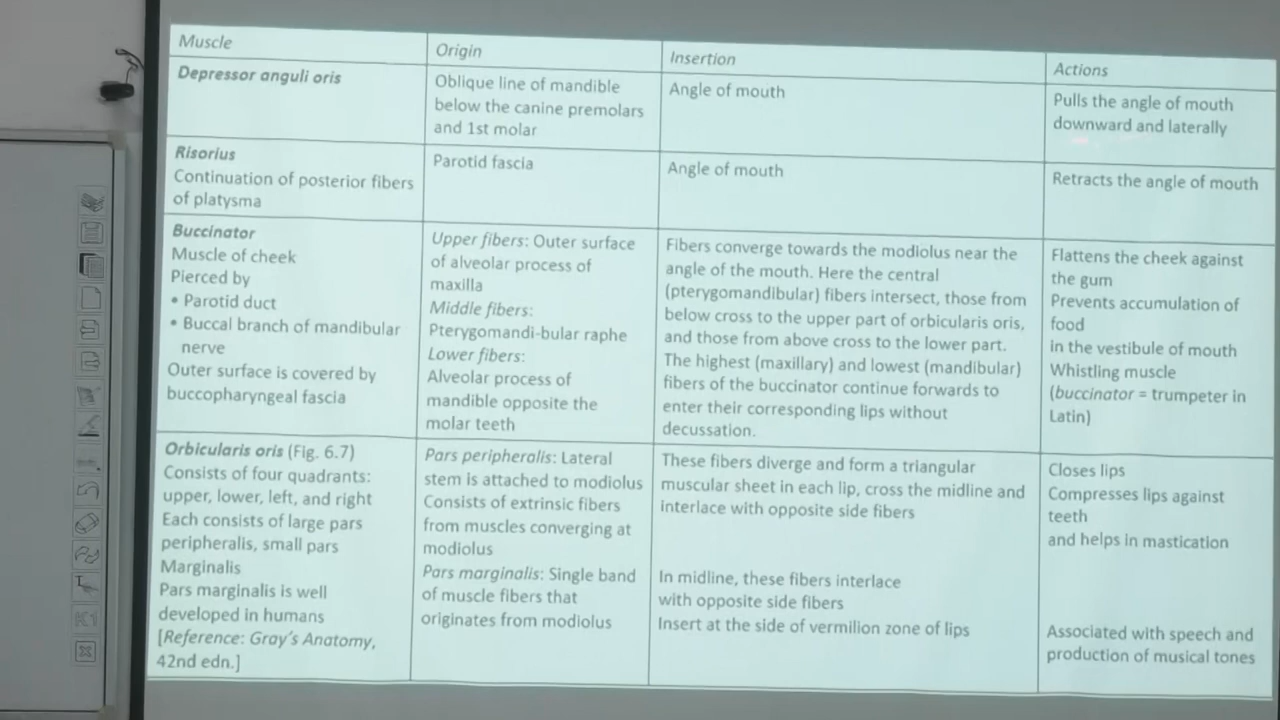 Muscle
Origin
Insertion
Actions
Depressor anguli oris
Oblique line of mandible
below the canine premolars
and 1st molar
Angle of mouth
Pulls the angle of mouth
downward and laterally
Risorius
Continuation of posterior fibers
of platysma
Parotid fascia
Angle of mouth
Retracts the angle of mouth
Buccinator
Muscle of cheek
Pierced by
• Parotid duct
• Buccal branch of mandibular
nerve
Outer surface is covered by
buccopharyngeal fascia
Upper fibers: Outer surface
of alveolar process of
maxilla
Middle fibers:
Pterygomandi-bular raphe
Lower fibers:
Alveolar process of
mandible opposite the
molar teeth
Fibers converge towards the modiolus near the
angle of the mouth. Here the central
(pterygomandibular) fibers intersect, those from
below cross to the upper part of orbicularis oris,
and those from above cross to the lower part.
The highest (maxillary) and lowest (mandibular)
fibers of the buccinator continue forwards to
enter their corresponding lips without
decussation.
Flattens the cheek against
the gum
Prevents accumulation of
food
in the vestibule of mouth
Whistling muscle
(buccinator = trumpeter in
Latin)
Orbicularis oris (Fig. 6.7)
Consists of four quadrants:
upper, lower, left, and right
Each consists of large pars
peripheralis, small pars
Marginalis
Pars marginalis is well
developed in humans
[Reference: Gray's Anatomy,
42nd edn.]
Pars peripheralis: Lateral
stem is attached to modiolus
Consists of extrinsic fibers
from muscles converging at
modiolus
Pars marginalis: Single band
of muscle fibers that
originates from modiolus
These fibers diverge and form a triangular
muscular sheet in each lip, cross the midline and
interlace with opposite side fibers
In midline, these fibers interlace
with opposite side fibers
Insert at the side of vermilion zone of lips
Closes lips
Compresses lips against
teeth
and helps in mastication
Associated with speech and
production of musical tones